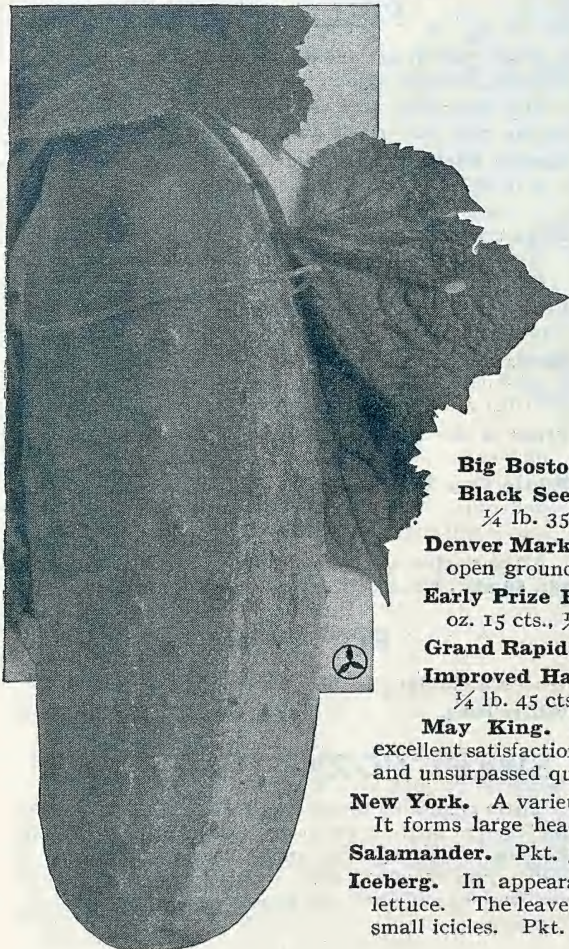 Big Bosto
Black See
¼ lb. 35
Denver Mark
open ground
Early Prize
oz. 15 cts.,
Grand Rapid
Improved Ha
¼ lb. 45 cts
May King.
excellent satisfaction
and unsurpassed qu
New York. A variet
It forms large hea
Salamander. Pkt.
Iceberg. In appeara
lettuce. The leave
small icicles. Pkt.